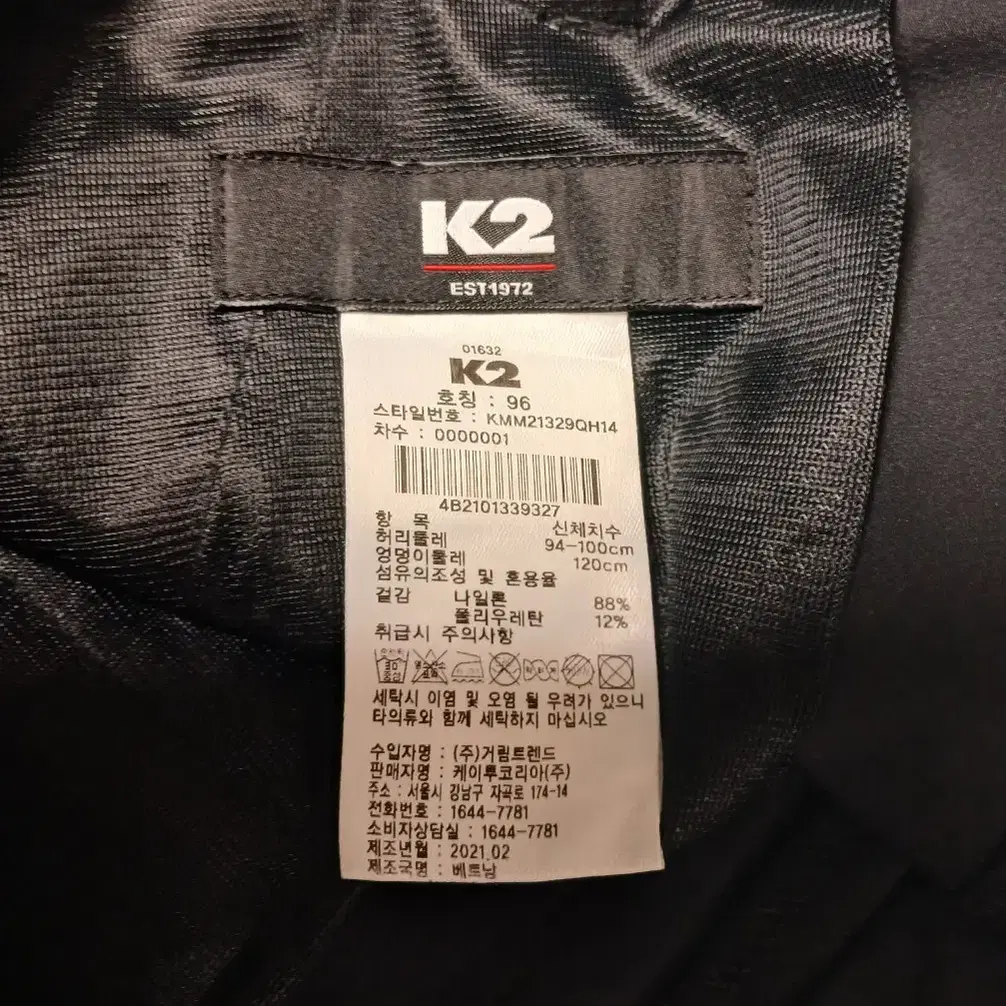 K2
EST1972
01632
K2
호칭 : 96
스타일번호 : KMM21329QH14
차수 : 0000001
4B2101339327
항 목 신체치수
허리둘레 94-100cm
엉덩이둘레 120cm
섬유의조성 및 혼용율
겉감 나일론 88%
폴리우레탄 12%
취급시 주의사항
30
중성
세탁시 이염 및 오염 될 우려가 있으니
타의류와 함께 세탁하지 마십시오
수입자명 : (주)거림트렌드
판매자명 : 케이투코리아(주)
주소 : 서울시 강남구 자곡로 174-14
전화번호 : 1644-7781
소비자상담실 : 1644-7781
제조년월 : 2021.02
제조국명 : 베트남